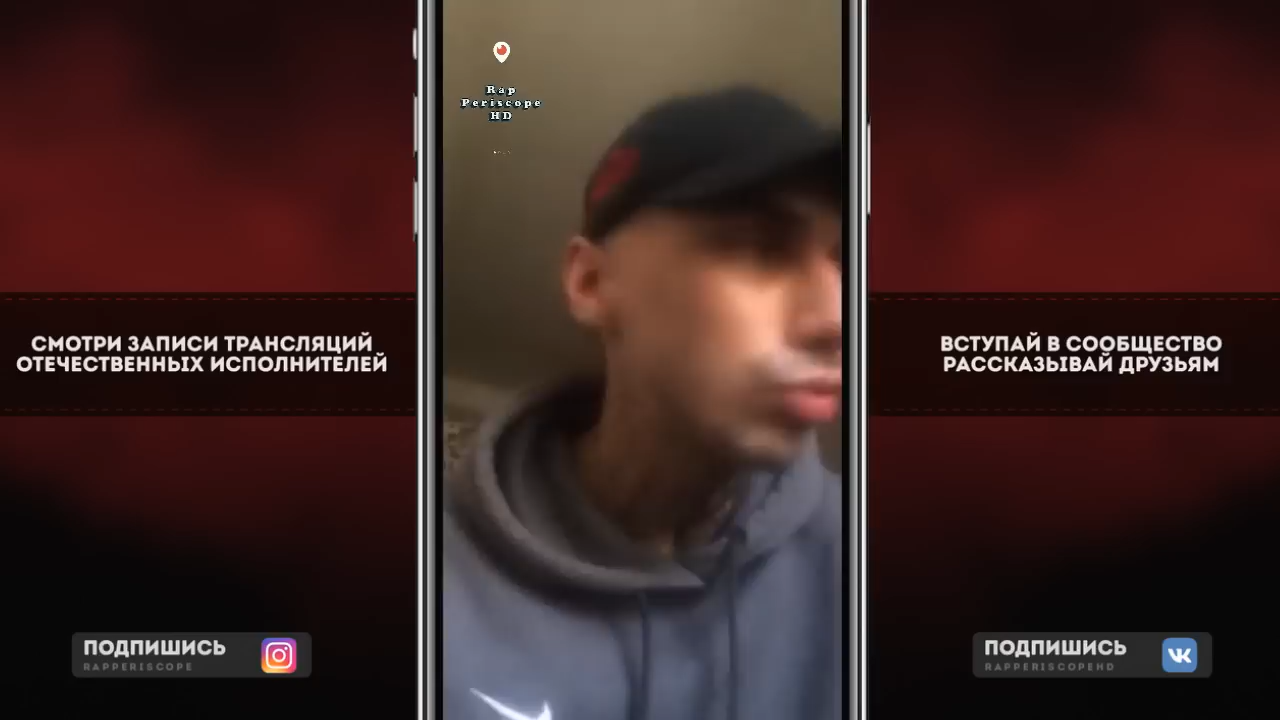 Rap
Periscope
HD
СМОТРИ ЗАПИСИ ТРАНСЛЯЦИЙ
ОТЕЧЕСТВЕННЫХ ИСПОЛНИТЕЛЕЙ
ВСТУПАЙ В СООБЩЕСТВО
РАССКАЗЫВАЙ ДРУЗЬЯМ
ПОДПИШИСЬ
RAPPERISCOPE
ПОДПИШИСЬ
RAPPERISCOPEHD